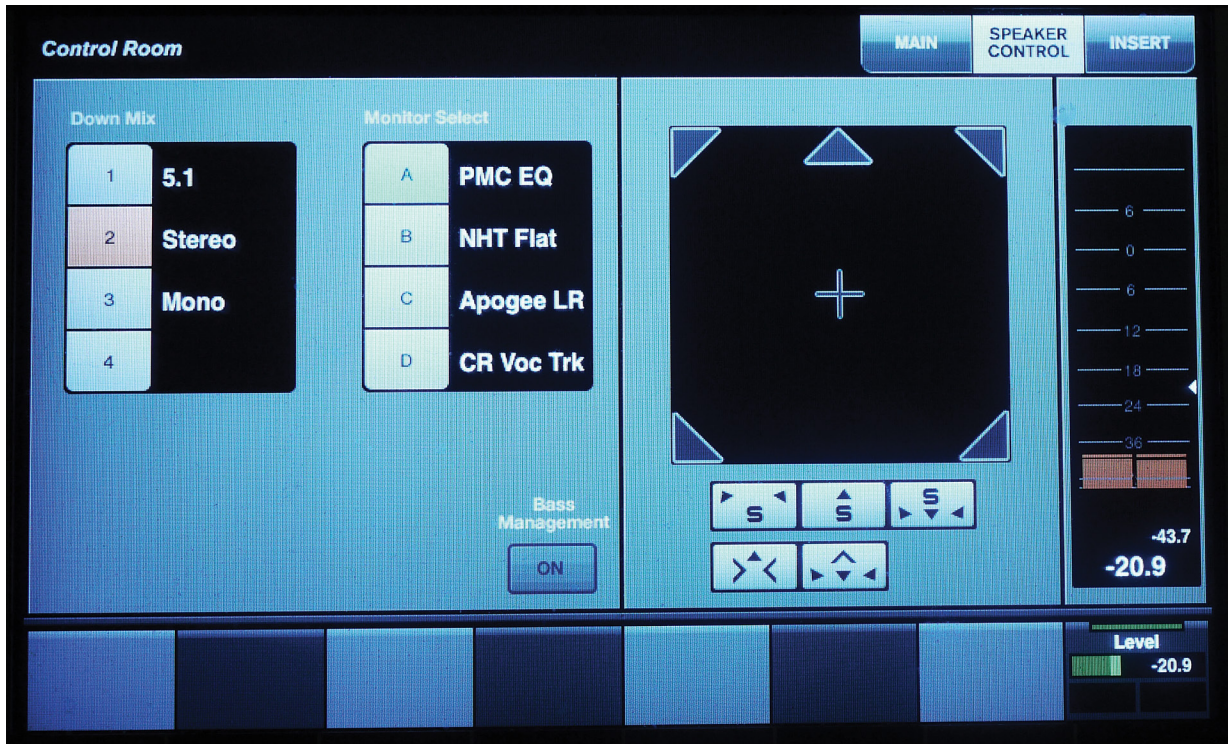 Control Room
MAIN
SPEAKER
CONTROL
INSERT
Down Mix
1 5.1
2 Stereo
3 Mono
4
Monitor Select
A PMC EQ
B NHT Flat
C Apogee LR
D CR Voc Trk
Bass
Management
ON
S
S
S
6
0
6
12
18
24
36
-43.7
-20.9
Level
-20.9